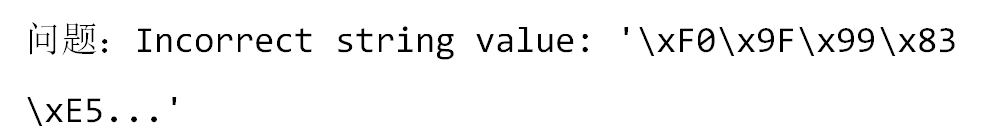 问题：Incorrect string value: '\xF0\x9F\x99\x83
\xE5...'